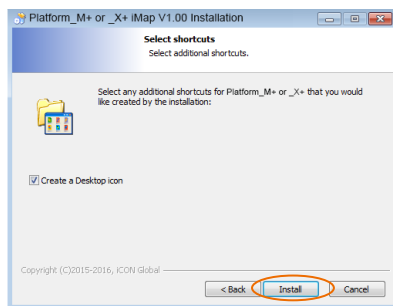 Platform_M+ or _X+ iMap V1.00 Installation
Select shortcuts
Select additional shortcuts.
Select any additional shortcuts for Platform_M+ or _X+ that you would
like created by the installation:
Create a Desktop icon
Copyright (C)2015-2016, iCON Global
< Back Install Cancel